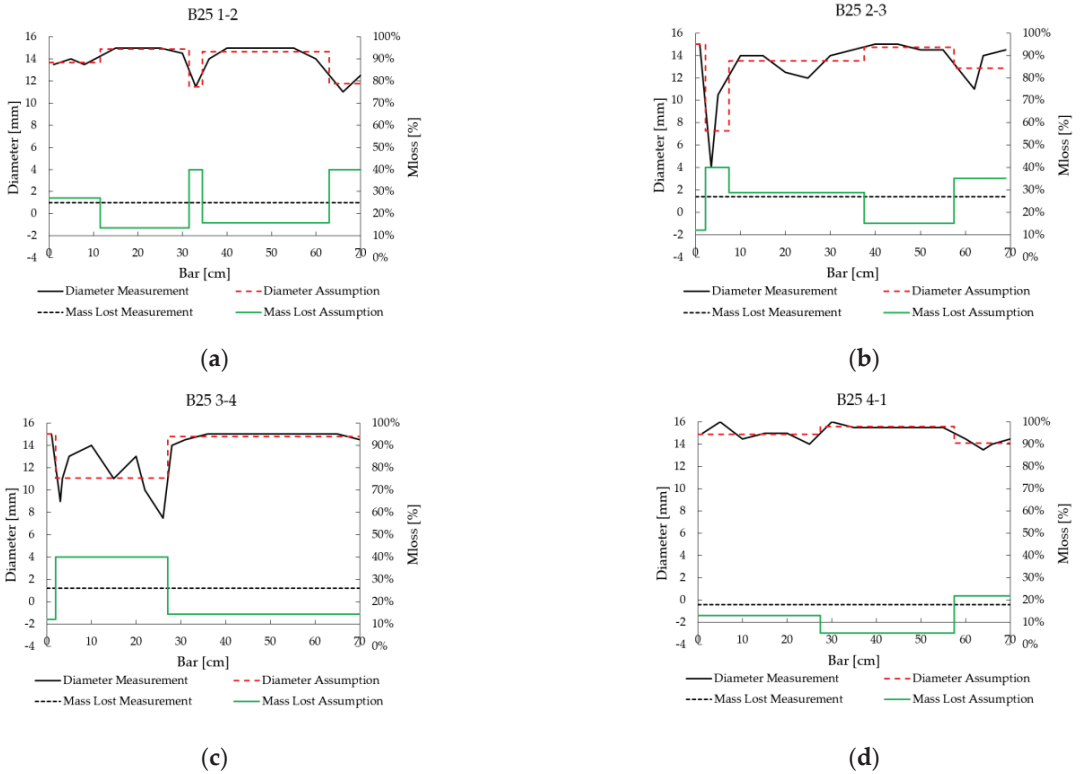 B25 1-2
16
14
12
10
8
6
4
2
0
-2
-4
Diameter [mm]
100%
90%
80%
70%
60%
50%
40%
30%
20%
10%
0%
Mloss [%]
0 10 20 30 40 50 60 70
Bar [cm]
Diameter Measurement Diameter Assumption
Mass Lost Measurement Mass Lost Assumption
(a)
B25 2-3
16
14
12
10
8
6
4
2
0
-2
-4
Diameter [mm]
100%
90%
80%
70%
60%
50%
40%
30%
20%
10%
0%
Mloss [%]
0 10 20 30 40 50 60 70
Bar [cm]
Diameter Measurement Diameter Assumption
Mass Lost Measurement Mass Lost Assumption
(b)
B25 3-4
16
14
12
10
8
6
4
2
0
-2
-4
Diameter [mm]
100%
90%
80%
70%
60%
50%
40%
30%
20%
10%
0%
Mloss [%]
0 10 20 30 40 50 60 70
Bar [cm]
Diameter Measurement Diameter Assumption
Mass Lost Measurement Mass Lost Assumption
(c)
B25 4-1
16
14
12
10
8
6
4
2
0
-2
-4
Diameter [mm]
100%
90%
80%
70%
60%
50%
40%
30%
20%
10%
0%
Mloss [%]
0 10 20 30 40 50 60 70
Bar [cm]
Diameter Measurement Diameter Assumption
Mass Lost Measurement Mass Lost Assumption
(d)